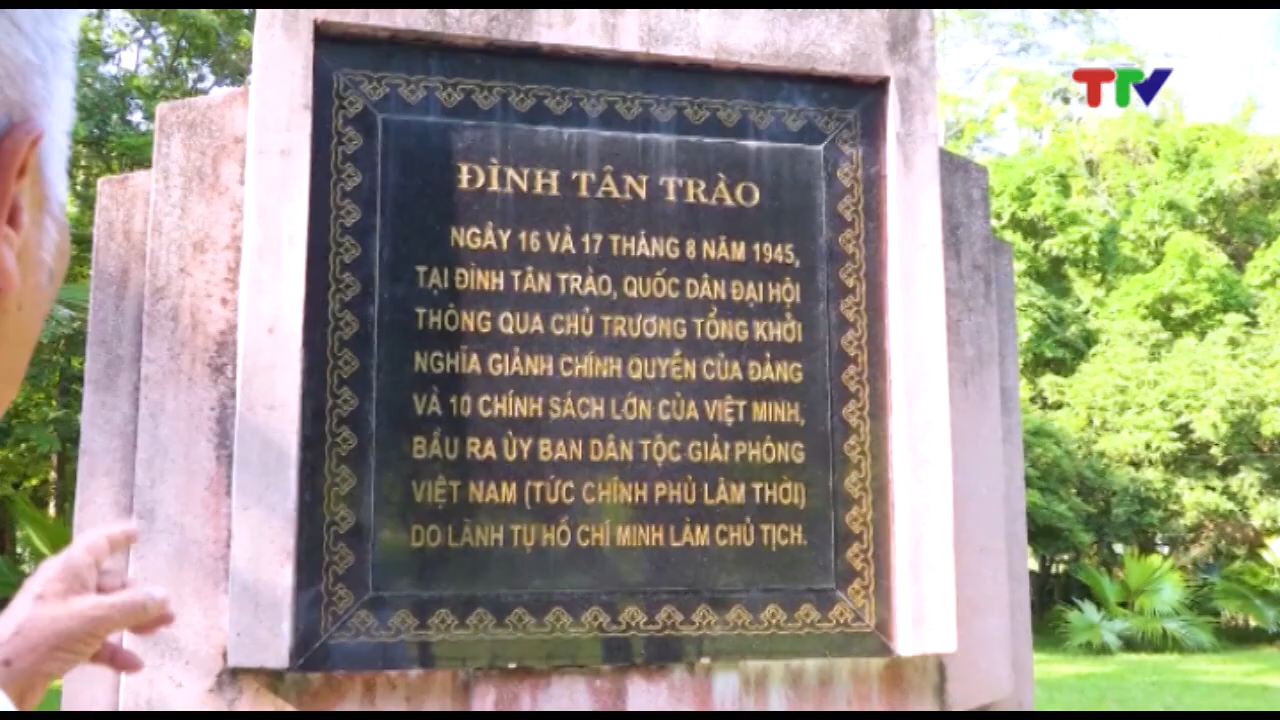 TTV
ĐÌNH TÂN TRÀO
NGÀY 16 VÀ 17 THÁNG 8 NĂM 1945,
TẠI ĐÌNH TÂN TRÀO, QUỐC DÂN ĐẠI HỘI
THÔNG QUA CHỦ TRƯƠNG TỔNG KHỞI
NGHĨA GIÀNH CHÍNH QUYỀN CỦA ĐẢNG
VÀ 10 CHÍNH SÁCH LỚN CỦA VIỆT MINH,
BẦU RA ỦY BAN DÂN TỘC GIẢI PHÓNG
VIỆT NAM (TỨC CHÍNH PHỦ LÂM THỜI)
DO LÃNH TỤ HỒ CHÍ MINH LÀM CHỦ TỊCH.